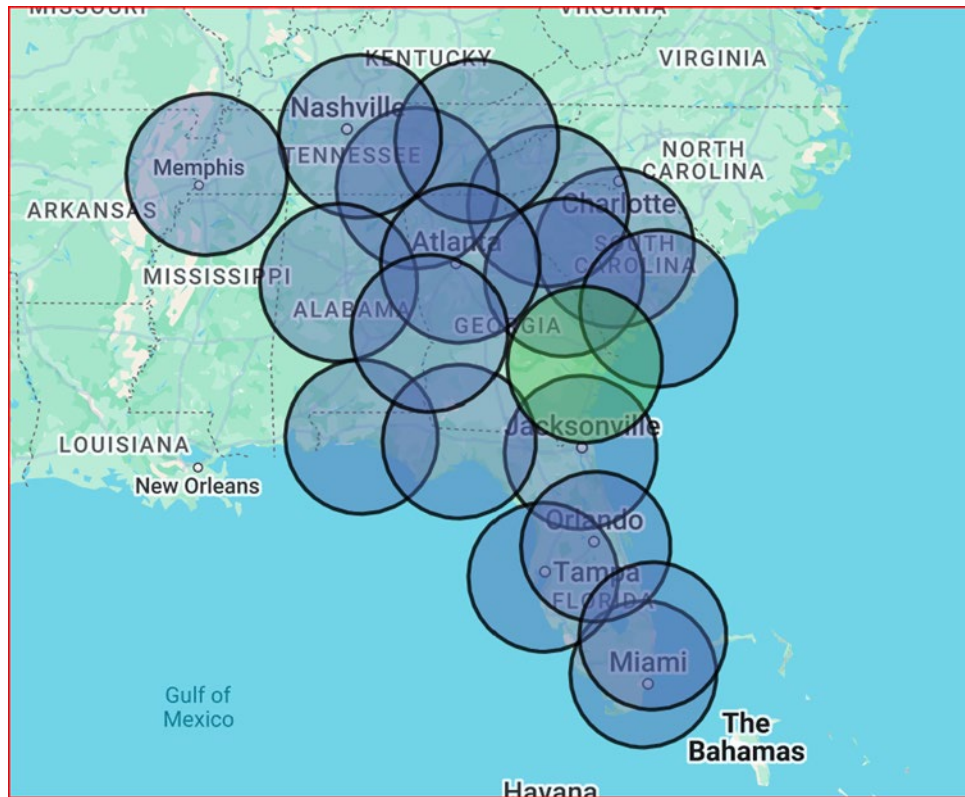 MISSOURI
VIRGINIA
KENTUCKY
VIRGINIA
Nashville
TENNESSEE
NORTH
CAROLINA
Memphis
Charlotte
ARKANSAS
Atlanta
SOUTH
CAROLINA
MISSISSIPPI
ALABAMA
GEORGIA
Jacksonville
LOUISIANA
New Orleans
Orlando
Tampa
FLORIDA
Miami
Gulf of
Mexico
The
Bahamas
Havana